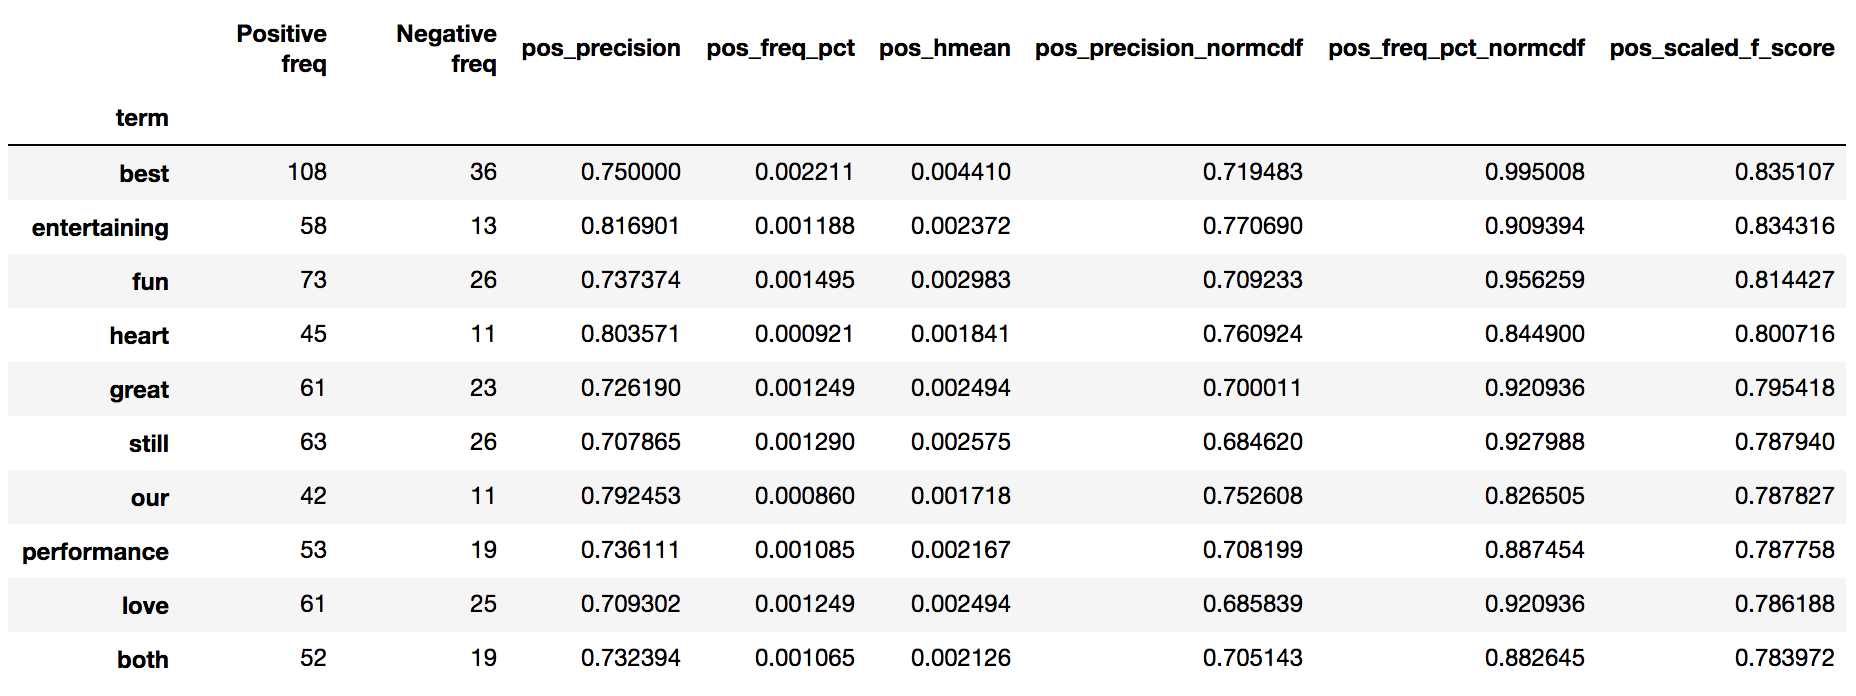 Positive freq Negative freq pos_precision pos_freq_pct pos_hmean pos_precision_normcdf pos_freq_pct_normcdf pos_scaled_f_score
term
best 108 36 0.750000 0.002211 0.004410 0.719483 0.995008 0.835107
entertaining 58 13 0.816901 0.001188 0.002372 0.770690 0.909394 0.834316
fun 73 26 0.737374 0.001495 0.002983 0.709233 0.956259 0.814427
heart 45 11 0.803571 0.000921 0.001841 0.760924 0.844900 0.800716
great 61 23 0.726190 0.001249 0.002494 0.700011 0.920936 0.795418
still 63 26 0.707865 0.001290 0.002575 0.684620 0.927988 0.787940
our 42 11 0.792453 0.000860 0.001718 0.752608 0.826505 0.787827
performance 53 19 0.736111 0.001085 0.002167 0.708199 0.887454 0.787758
love 61 25 0.709302 0.001249 0.002494 0.685839 0.920936 0.786188
both 52 19 0.732394 0.001065 0.002126 0.705143 0.882645 0.783972